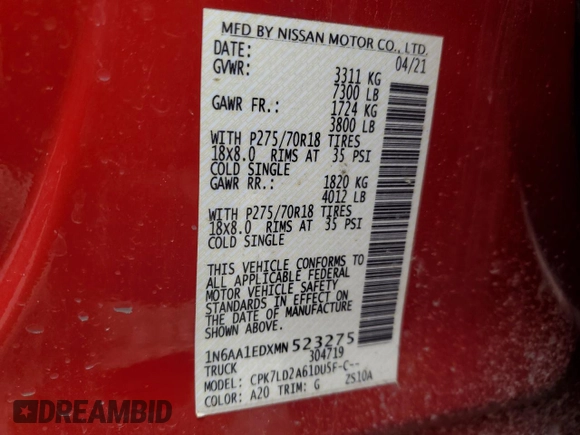 MFD BY NISSAN MOTOR CO., LTD.
DATE: 04/21
GVWR: 3311 KG
7300 LB
GAWR FR.: 1724 KG
3800 LB
WITH P275/70R18 TIRES
18X8.0 RIMS AT 35 PSI
COLD SINGLE
GAWR RR.: 1820 KG
4012 LB
WITH P275/70R18 TIRES
18X8.0 RIMS AT 35 PSI
COLD SINGLE
THIS VEHICLE CONFORMS TO
ALL APPLICABLE FEDERAL
MOTOR VEHICLE SAFETY
STANDARDS IN EFFECT ON
THE DATE OF MANUFACTURE
SHOWN ABOVE.
1N6AA1EDXMN523275
TRUCK 304719
MODEL: CPK7LD2A61DU5F-C--
COLOR: A20 TRIM: G 2S10A
FROM BIDFAX